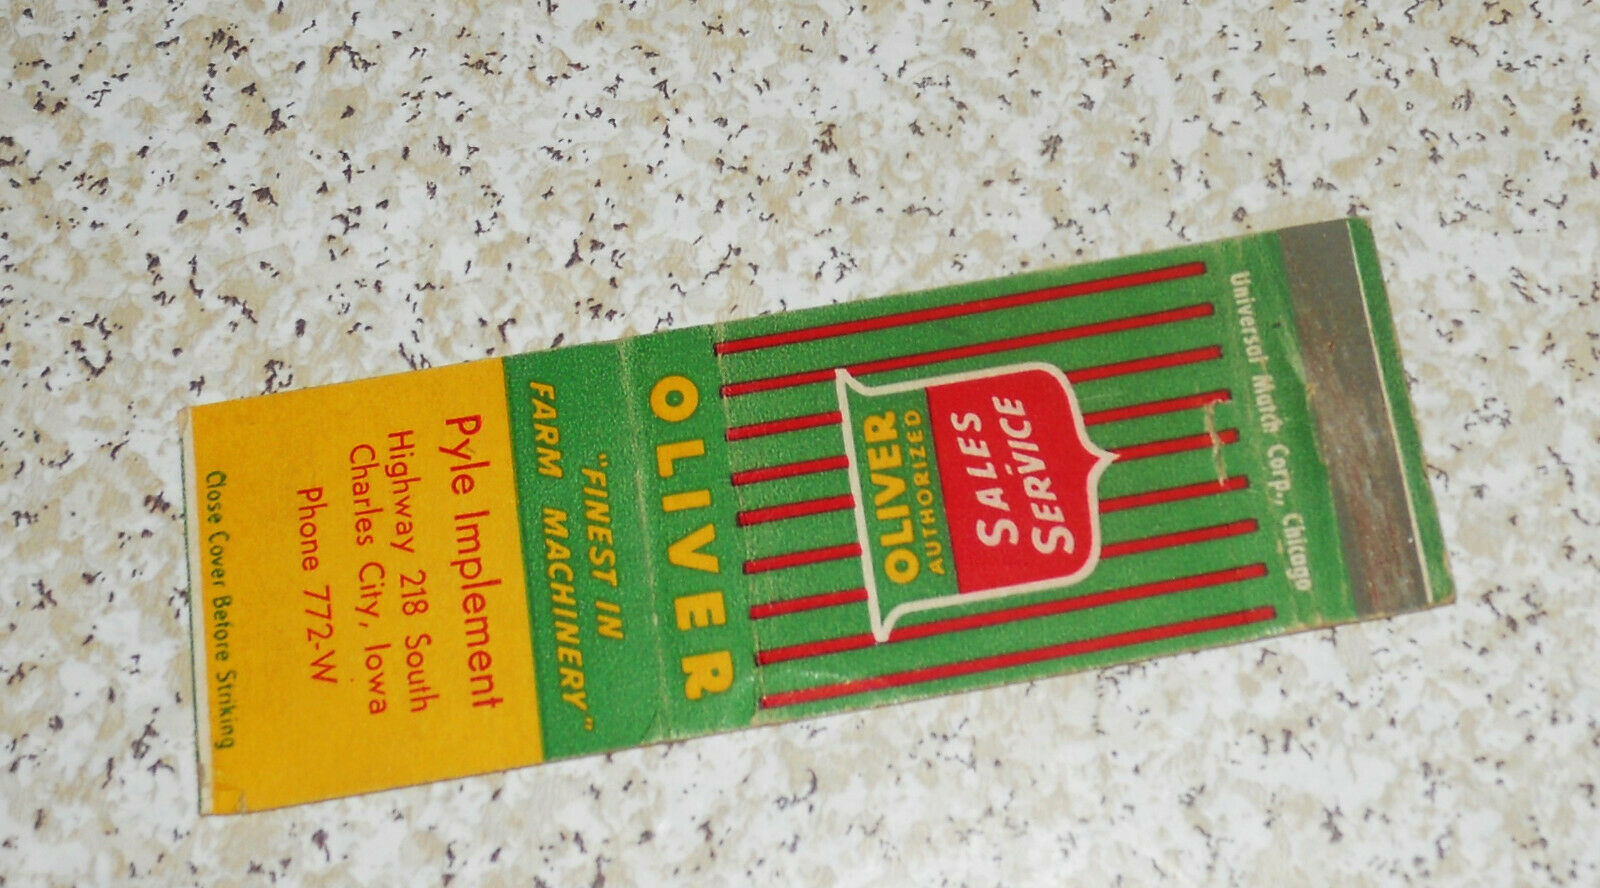 Universal Match Corp., Chicago
OLIVER
AUTHORIZED
SALES
SERVICE
OLIVER
"FINEST IN
FARM MACHINERY"
Pyle Implement
Highway 218 South
Charles City, Iowa
Phone 772-W
Close Cover Before Striking